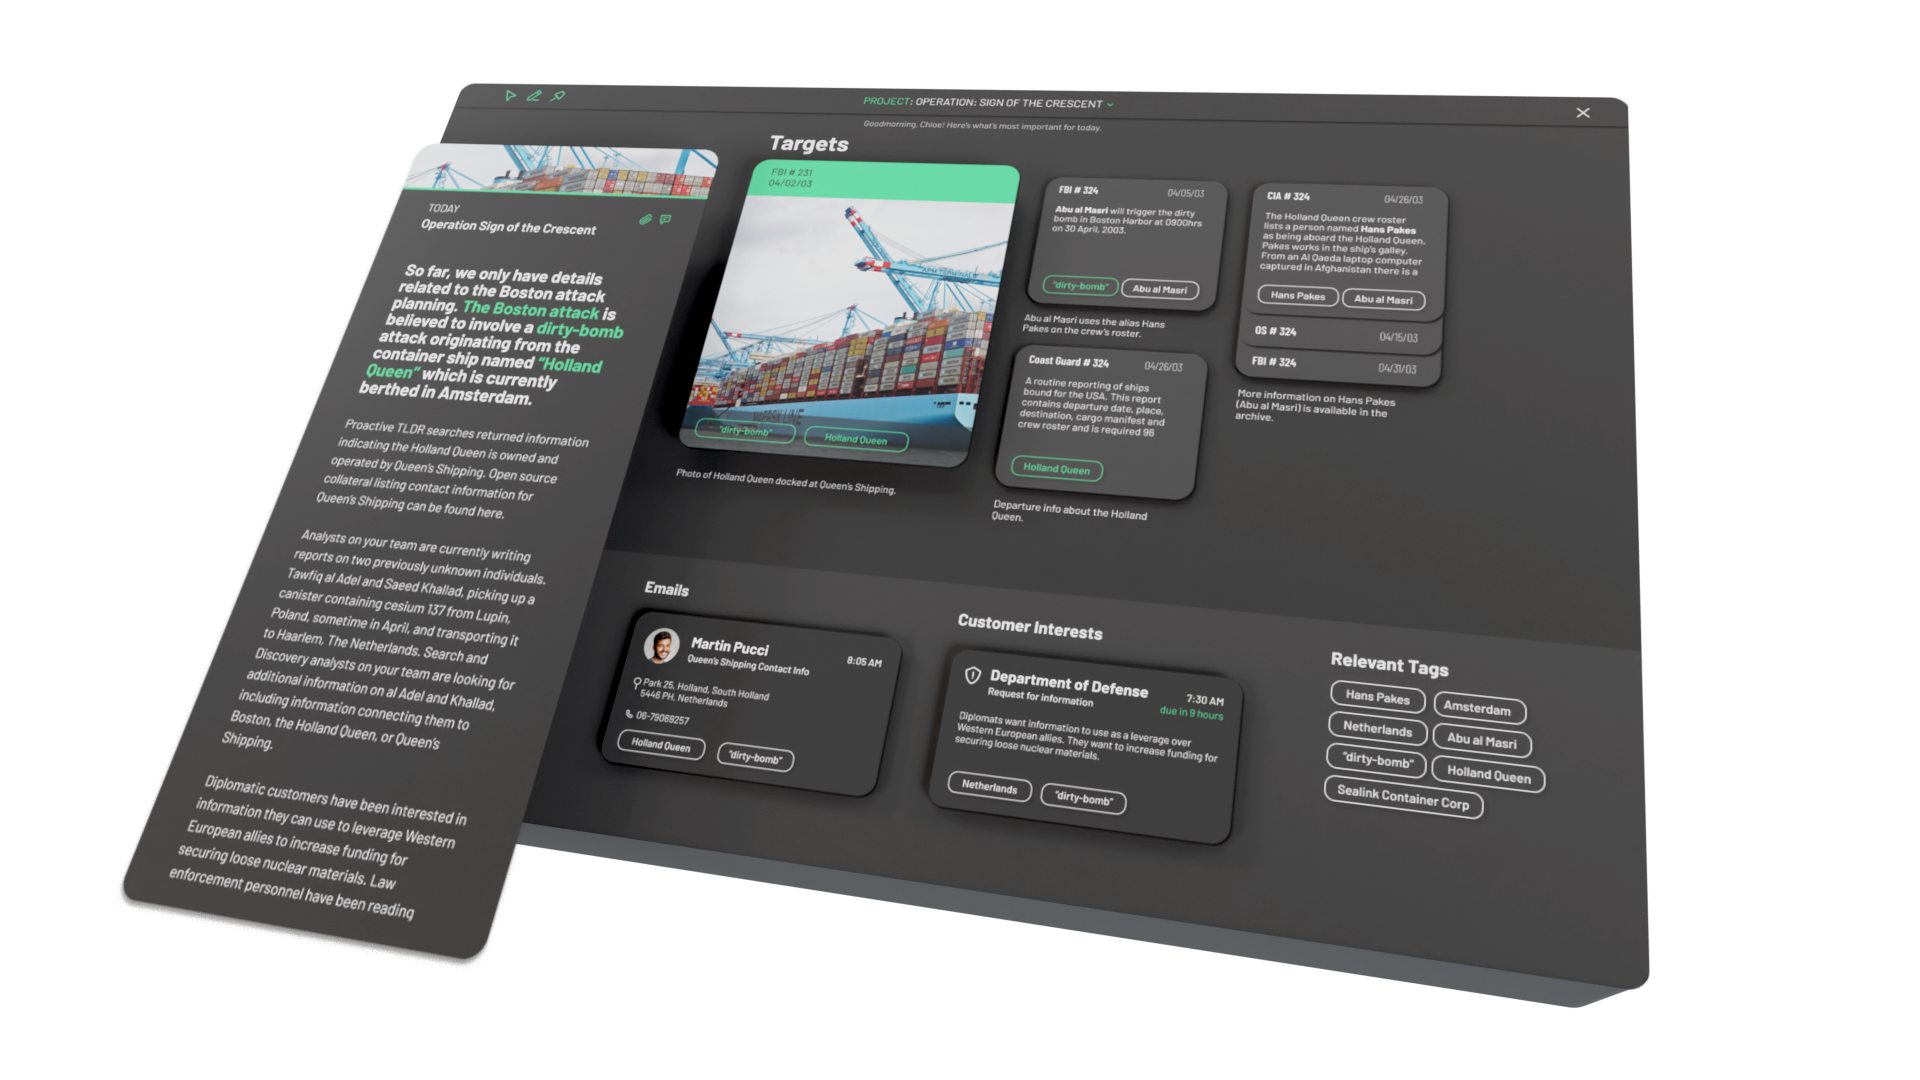 PROJECT: OPERATION: SIGN OF THE CRESCENT
Goodmorning, Chloe! Here's what's most important for today.
TODAY
Operation Sign of the Crescent
So far, we only have details
related to the Boston attack
planning. The Boston attack is
believed to involve a dirty-bomb
attack originating from the
container ship named "Holland
Queen" which is currently
berthed in Amsterdam.
Proactive TLDR searches returned information
indicating the Holland Queen is owned and
operated by Queen's Shipping. Open source
collateral listing contact information for
Queen's Shipping can be found here.
Analysts on your team are currently writing
reports on two previously unknown individuals.
Tawfiq al Adel and Saeed Khallad, picking up a
canister containing cesium 137 from Lupin,
Poland, sometime in April, and transporting it
to Haarlem, The Netherlands. Search and
Discovery analysts on your team are looking for
additional information on al Adel and Khallad,
including information connecting them to
Boston, the Holland Queen, or Queen's
Shipping.
Diplomatic customers have been interested in
information they can use to leverage Western
European allies to increase funding for
securing loose nuclear materials. Law
enforcement personnel have been reading
Targets
FBI # 231
04/02/03
"dirty-bomb"
Holland Queen
Photo of Holland Queen docked at Queen's Shipping.
FBI # 324
04/05/03
Abu al Masri will trigger the dirty
bomb in Boston Harbor at 0900hrs
on 30 April, 2003.
"dirty-bomb"
Abu al Masri
Abu al Masri uses the alias Hans
Pakes on the crew's roster.
Coast Guard # 324
04/26/03
A routine reporting of ships
bound for the USA. This report
contains departure date, place,
destination, cargo manifest and
crew roster and is required 96
Holland Queen
Departure info about the Holland
Queen.
CIA # 324
04/26/03
The Holland Queen crew roster
lists a person named Hans Pakes
as being aboard the Holland Queen.
Pakes works in the ship's galley.
From an Al Qaeda laptop computer
captured in Afghanistan there is a
Hans Pakes
Abu al Masri
OS # 324
04/15/03
FBI # 324
04/31/03
More information on Hans Pakes
(Abu al Masri) is available in the
archive.
Emails
Martin Pucci
8:05 AM
Queen's Shipping Contact Info
Park 25, Holland, South Holland
5446 PH, Netherlands
06-79069257
Holland Queen
"dirty-bomb"
Customer Interests
Department of Defense
7:30 AM
Request for information
due in 9 hours
Diplomats want information to use as a leverage over
Western European allies. They want to increase funding for
securing loose nuclear materials.
Netherlands
"dirty-bomb"
Relevant Tags
Hans Pakes
Amsterdam
Netherlands
Abu al Masri
"dirty-bomb"
Holland Queen
Sealink Container Corp